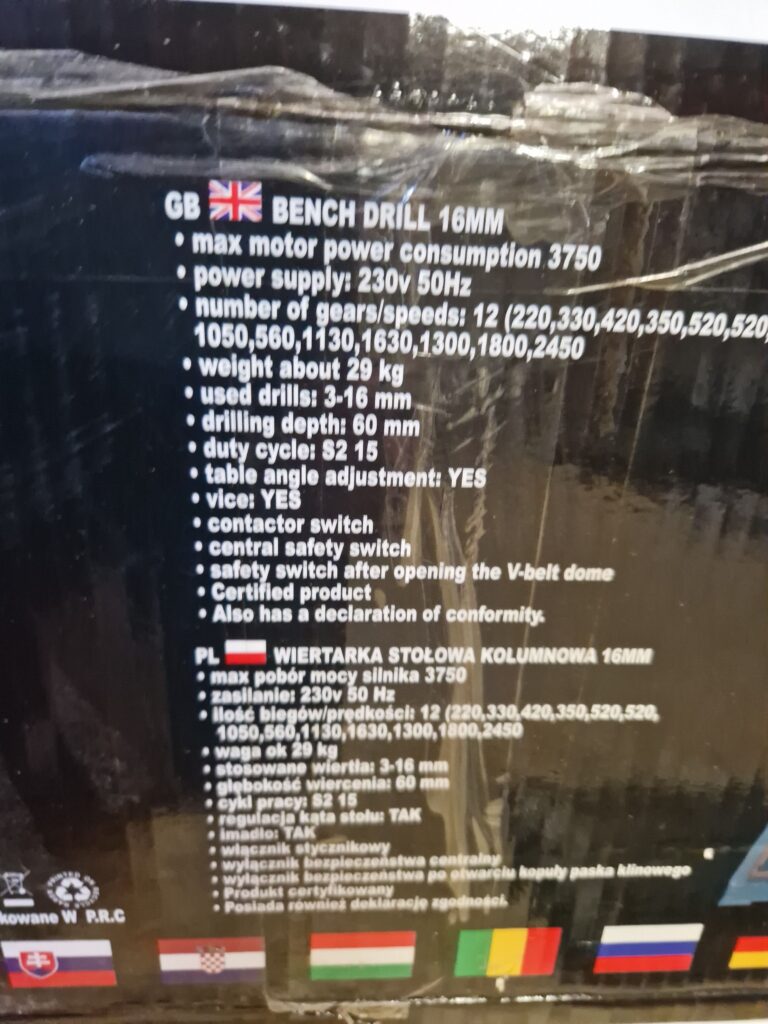 GB BENCH DRILL 16MM
• max motor power consumption 3750
• power supply: 230v 50Hz
• number of gears/speeds: 12 (220,330,420,350,520,520,
1050,560,1130,1630,1300,1800,2450
• weight about 29 kg
• used drills: 3-16 mm
• drilling depth: 60 mm
• duty cycle: S2 15
• table angle adjustment: YES
• vice: YES
• contactor switch
• central safety switch
• safety switch after opening the V-belt dome
• Certified product
• Also has a declaration of conformity.
PL WIERTARKA STOŁOWA KOLUMNOWA 16MM
• max pobór mocy silnika 3750
• zasilanie: 230v 50 Hz
• ilość biegów/prędkości: 12 (220,330,420,350,520,520,
1050,560,1130,1630,1300,1800,2450
• waga ok 29 kg
• stosowane wiertła: 3-16 mm
• głębokość wiercenia: 60 mm
• cykl pracy: S2 15
• regulacja kąta stołu: TAK
• imadło: TAK
• włącznik stycznikowy
• wyłącznik bezpieczeństwa centralny
• wyłącznik bezpieczeństwa po otwarciu kopuły paska klinowego
• Produkt certyfikowany
• Posiada również deklarację zgodności.
kowane W P.R.C